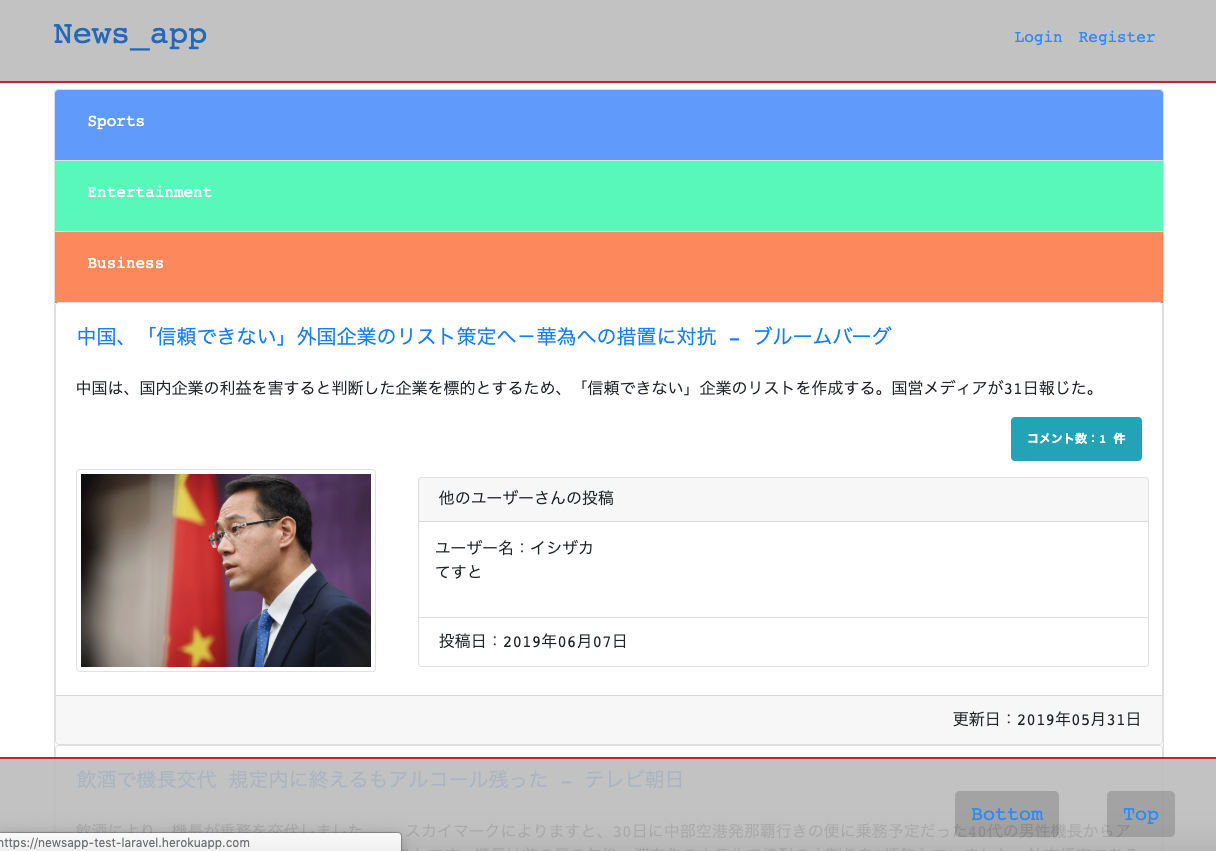 News_app
Login Register
Sports
Entertainment
Business
中国、「信頼できない」外国企業のリスト策定へ－華為への措置に対抗 - ブルームバーグ
中国は、国内企業の利益を害すると判断した企業を標的とするため、「信頼できない」企業のリストを作成する。国営メディアが31日報じた。
コメント数：1 件
他のユーザーさんの投稿
ユーザー名：イシザカ
てすと
投稿日：2019年06月07日
更新日：2019年05月31日
飲酒で機長交代 規定内に終えるもアルコール残った - テレビ朝日
Bottom Top
飲酒により、機長が乗務を交代しました。 スカイマークによりますと、30日に中部空港発那覇行きの便に乗務予定だった40代の男性機長からア
https://newsapp-test-laravel.herokuapp.com